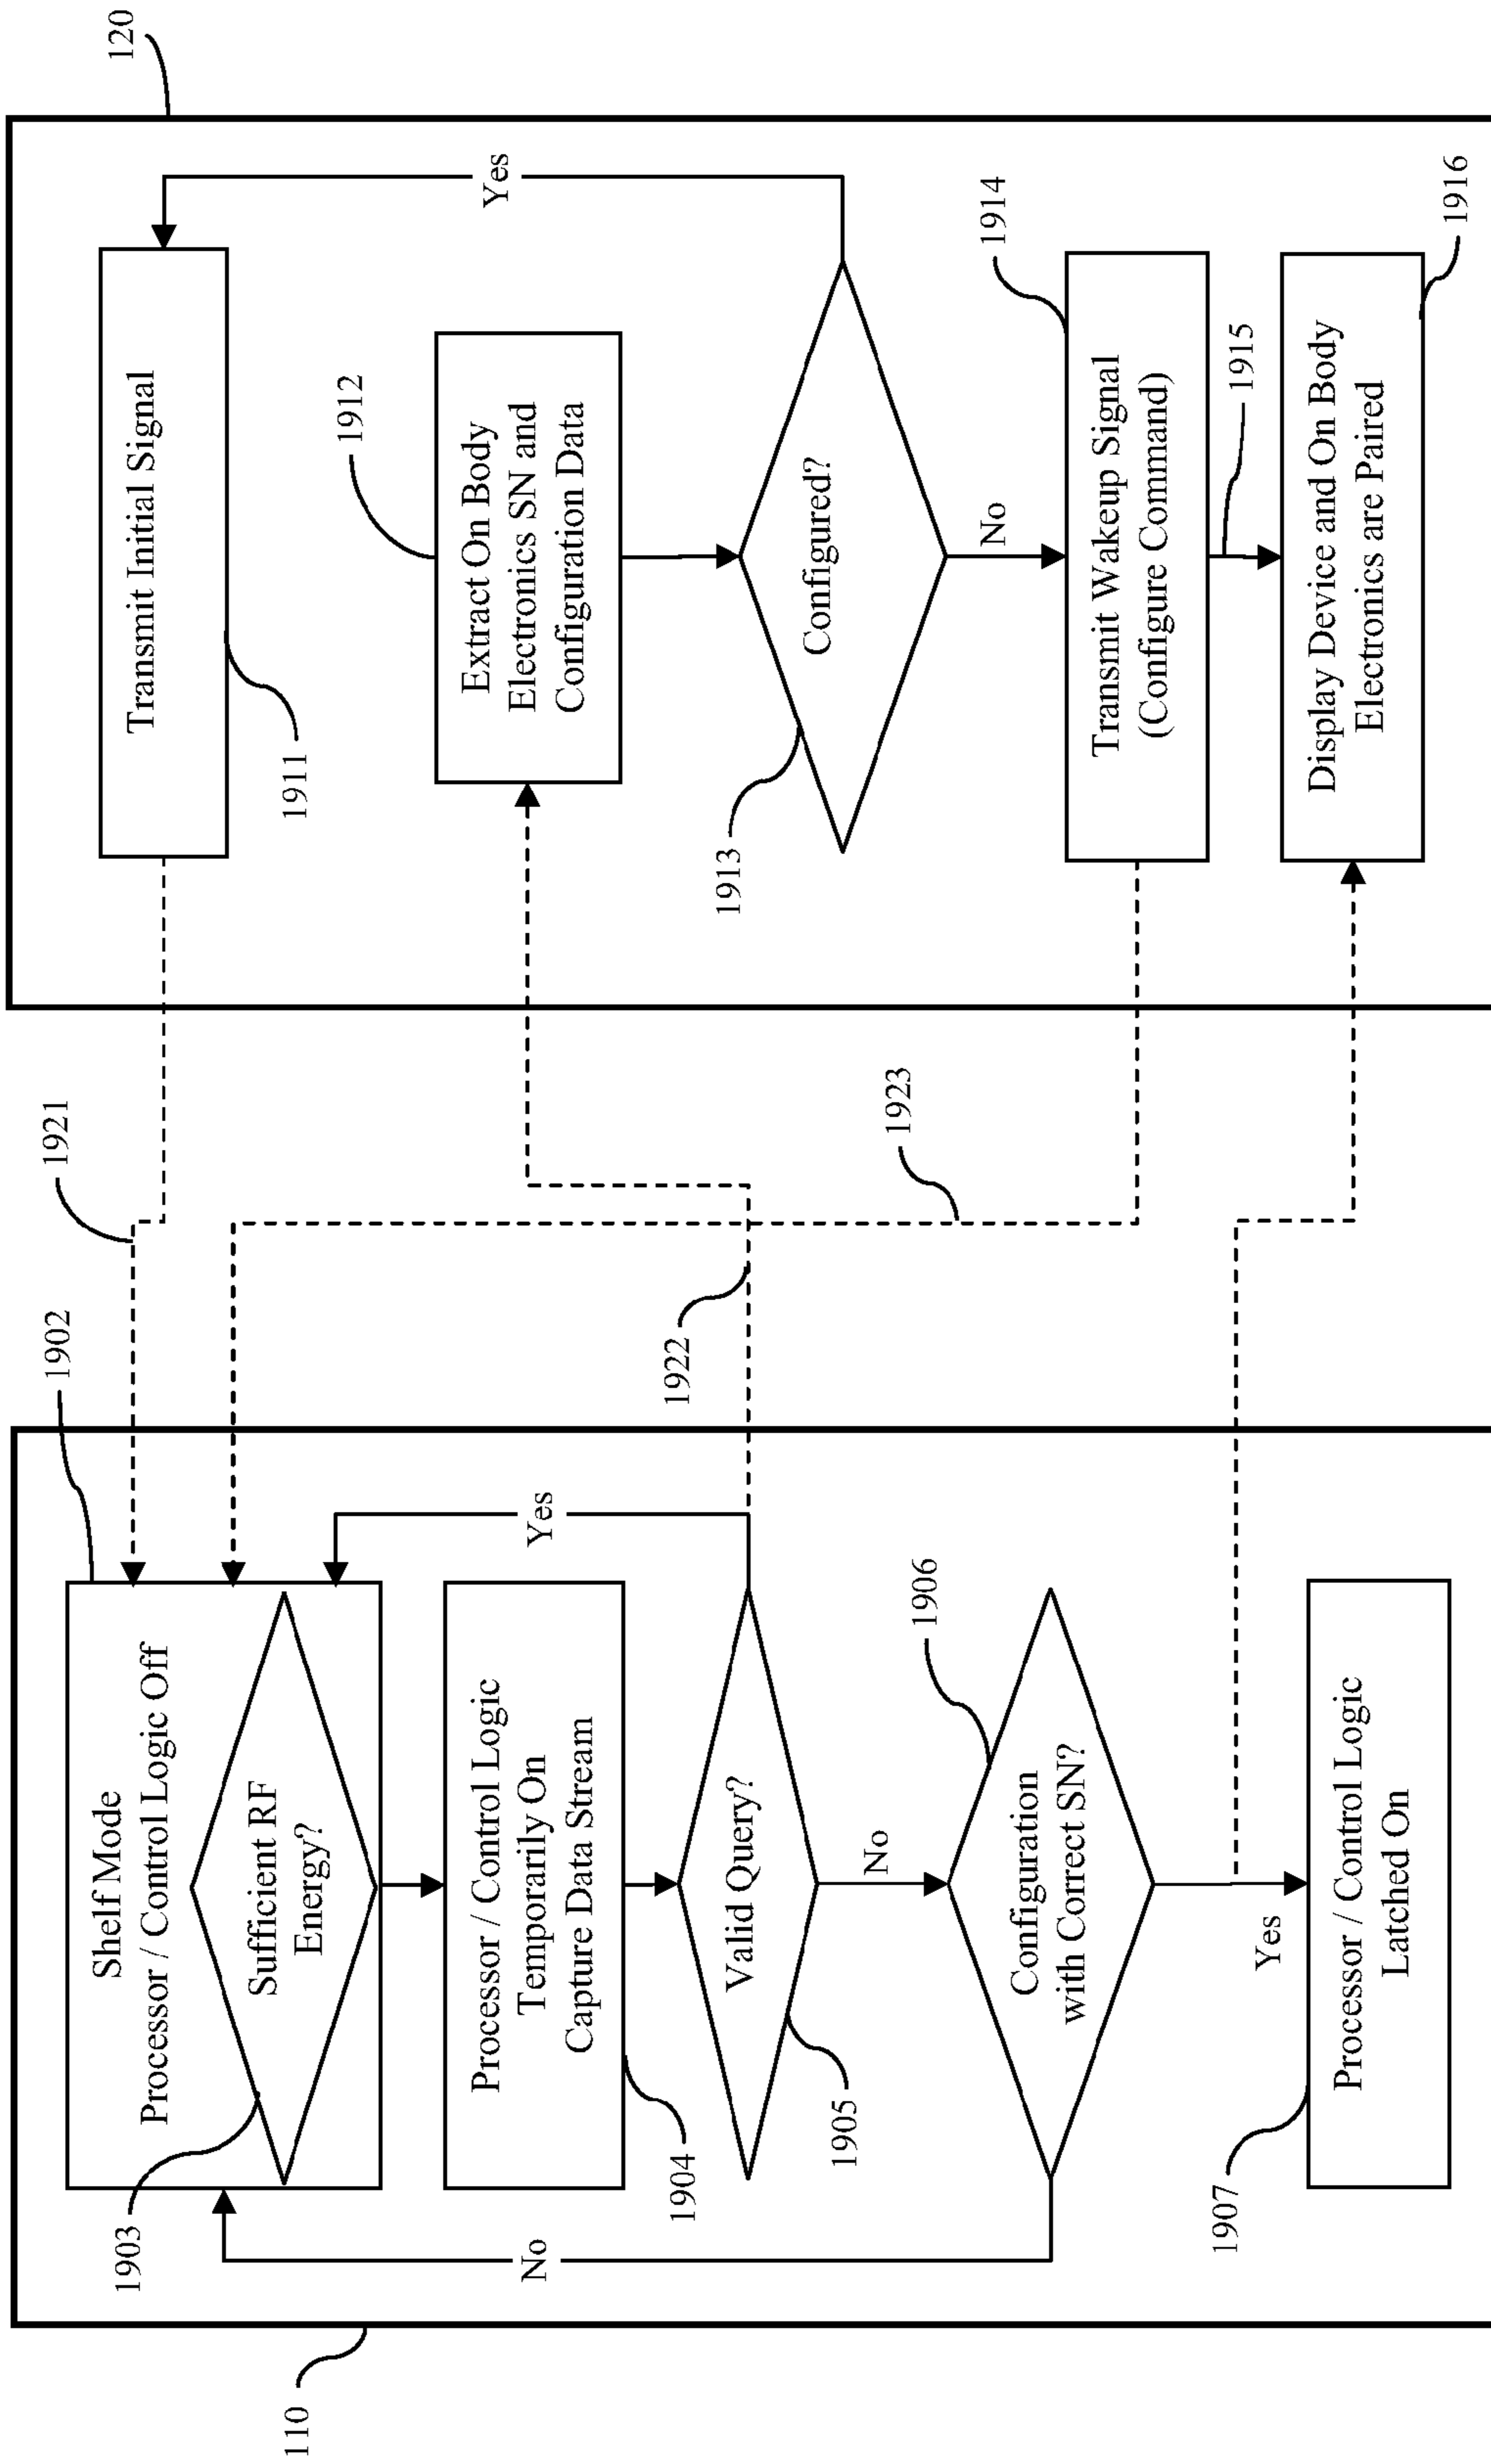 110
1902
Shelf Mode
Processor / Control Logic Off
1903
Sufficient RF
Energy?
Processor / Control Logic
Temporarily On
Capture Data Stream
1904
Valid Query?
1905
Yes
No
1906
Configuration
with Correct SN?
No
Yes
1907
Processor / Control Logic
Latched On
1921
1922
1923
120
Transmit Initial Signal
1911
Yes
1912
Extract On Body
Electronics SN and
Configuration Data
1913
Configured?
No
1914
Transmit Wakeup Signal
(Configure Command)
1915
Display Device and On Body
Electronics are Paired
1916